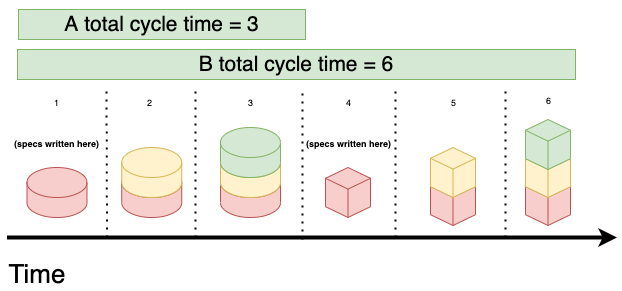 A total cycle time = 3
B total cycle time = 6
1 2 3 4 5 6
(specs written here) (specs written here)
Time